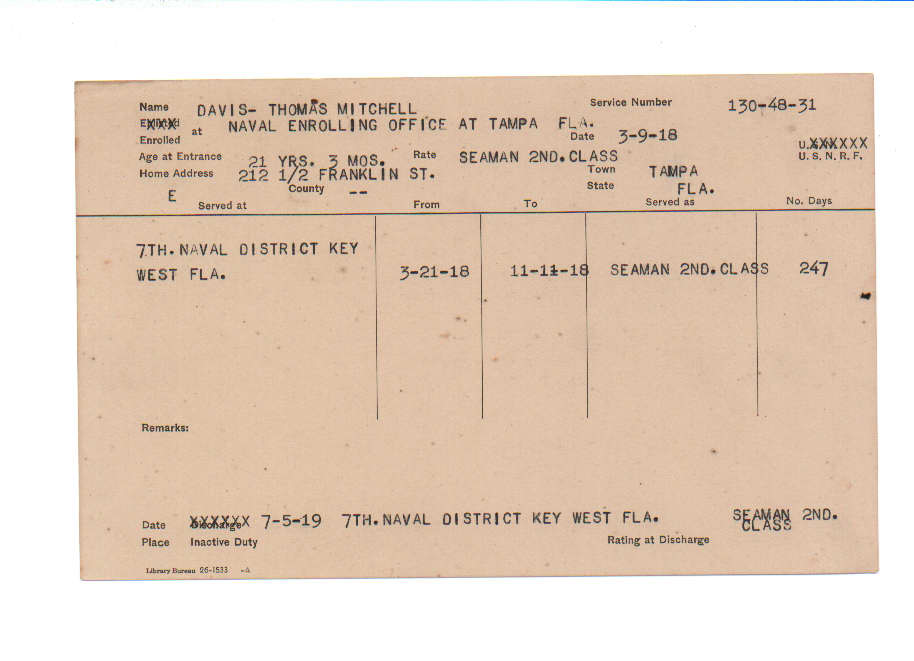 Name DAVIS- THOMAS MITCHELL Service Number 130-48-31
Enrolled at NAVAL ENROLLING OFFICE AT TAMPA FLA. Date 3-9-18 U. S. N. R. F.
Age at Entrance 21 YRS. 3 MOS. Rate SEAMAN 2ND.CLASS
Home Address 212 1/2 FRANKLIN ST. Town TAMPA
E County -- State FLA.
Served at From To Served as No. Days
7TH.NAVAL DISTRICT KEY
WEST FLA. 3-21-18 11-11-18 SEAMAN 2ND.CLASS 247
Remarks:
Date XXXXXX 7-5-19 7TH.NAVAL DISTRICT KEY WEST FLA. SEAMAN 2ND.
CLASS
Place Inactive Duty Rating at Discharge
Library Bureau 26-1533